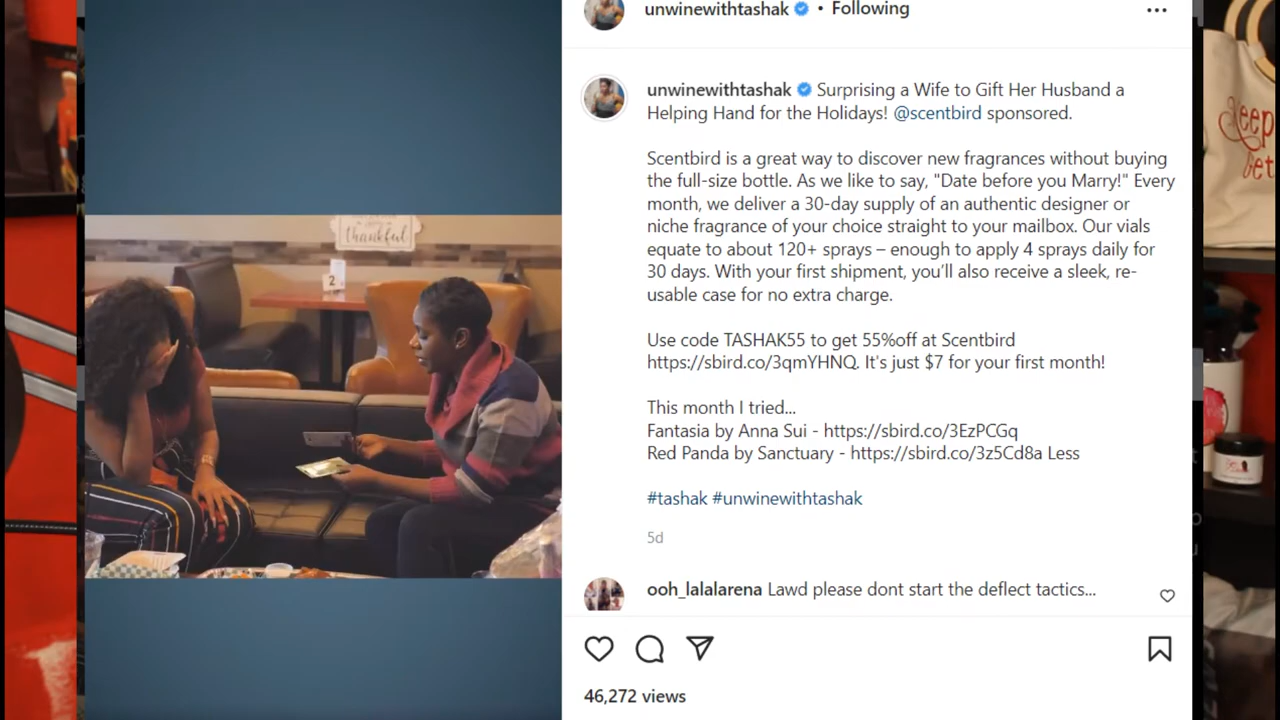 unwinewithtashak • Following
unwinewithtashak Surprising a Wife to Gift Her Husband a
Helping Hand for the Holidays! @scentbird sponsored.
Scentbird is a great way to discover new fragrances without buying
the full-size bottle. As we like to say, "Date before you Marry!" Every
month, we deliver a 30-day supply of an authentic designer or
niche fragrance of your choice straight to your mailbox. Our vials
equate to about 120+ sprays – enough to apply 4 sprays daily for
30 days. With your first shipment, you'll also receive a sleek, re-
usable case for no extra charge.
Use code TASHAK55 to get 55%off at Scentbird
https://sbird.co/3qmYHNQ. It's just $7 for your first month!
This month I tried...
Fantasia by Anna Sui - https://sbird.co/3EzPCGq
Red Panda by Sanctuary - https://sbird.co/3z5Cd8a Less
#tashak #unwinewithtashak
5d
ooh_lalalarena Lawd please dont start the deflect tactics...
46,272 views
thankful
2